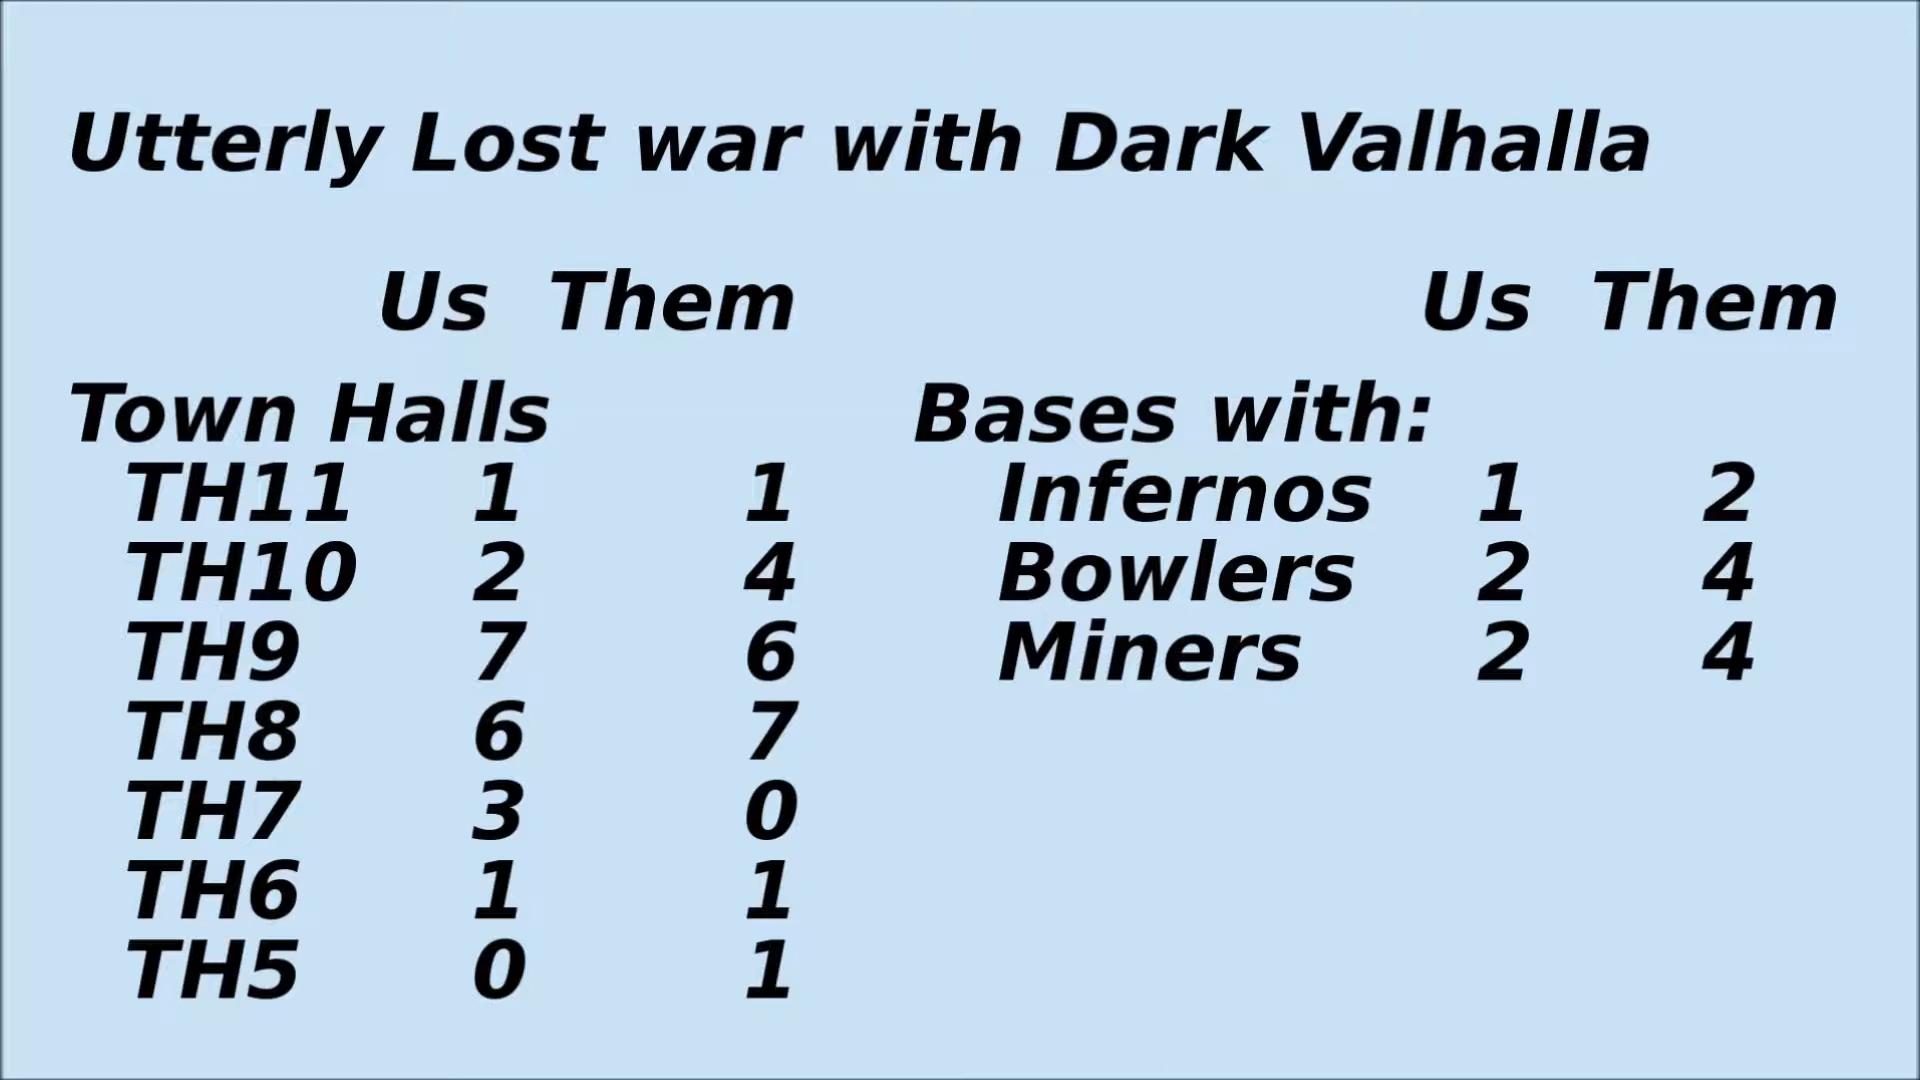 Utterly Lost war with Dark Valhalla
Us Them Us Them
Town Halls Bases with:
TH11 1 1 Infernos 1 2
TH10 2 4 Bowlers 2 4
TH9 7 6 Miners 2 4
TH8 6 7
TH7 3 0
TH6 1 1
TH5 0 1